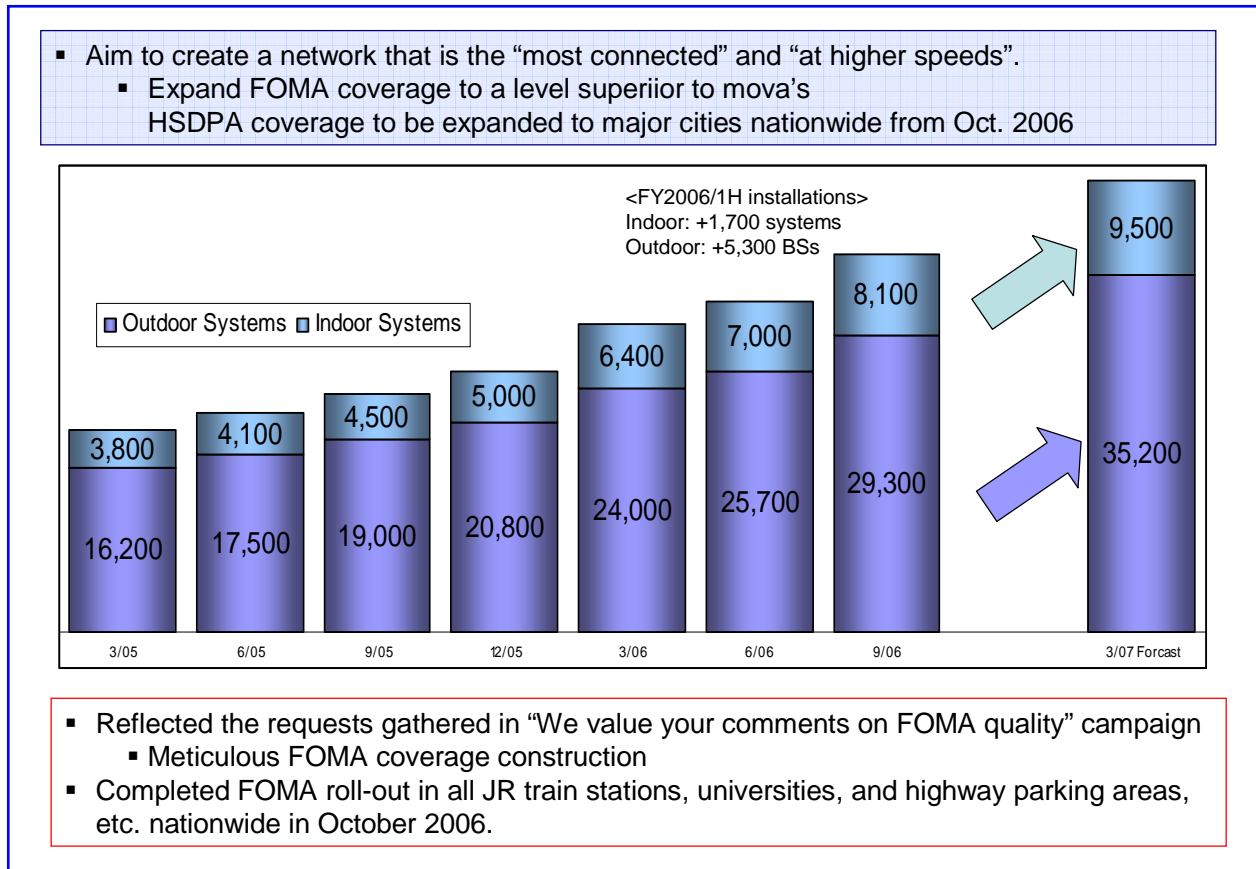 ▪ Aim to create a network that is the “most connected” and “at higher speeds”.
▪ Expand FOMA coverage to a level superiior to mova’s
HSDPA coverage to be expanded to major cities nationwide from Oct. 2006
<FY2006/1H installations>
Indoor: +1,700 systems
Outdoor: +5,300 BSs
Outdoor Systems Indoor Systems
3,800
4,100
4,500
5,000
6,400
7,000
8,100
9,500
16,200
17,500
19,000
20,800
24,000
25,700
29,300
35,200
3/05 6/05 9/05 12/05 3/06 6/06 9/06 3/07 Forcast
▪ Reflected the requests gathered in “We value your comments on FOMA quality” campaign
▪ Meticulous FOMA coverage construction
▪ Completed FOMA roll-out in all JR train stations, universities, and highway parking areas,
etc. nationwide in October 2006.